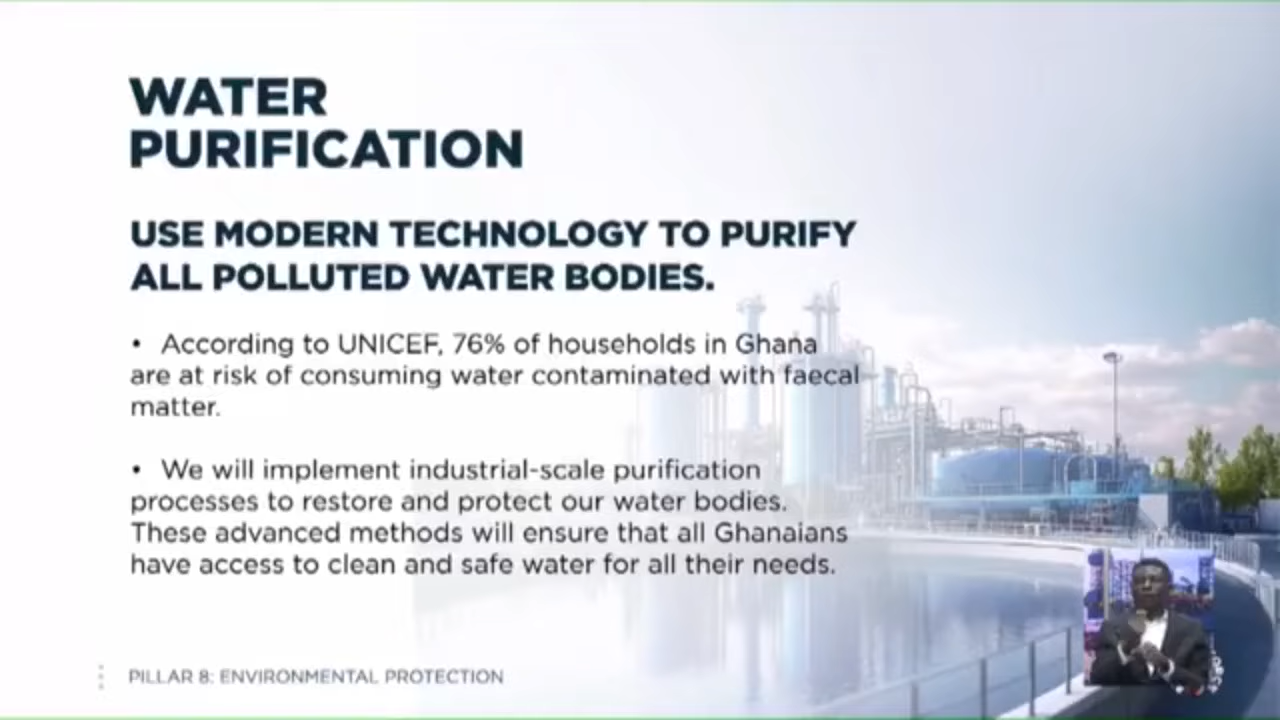 WATER
PURIFICATION
USE MODERN TECHNOLOGY TO PURIFY
ALL POLLUTED WATER BODIES.
• According to UNICEF, 76% of households in Ghana
are at risk of consuming water contaminated with faecal
matter.
• We will implement industrial-scale purification
processes to restore and protect our water bodies.
These advanced methods will ensure that all Ghanaians
have access to clean and safe water for all their needs.
PILLAR 8: ENVIRONMENTAL PROTECTION